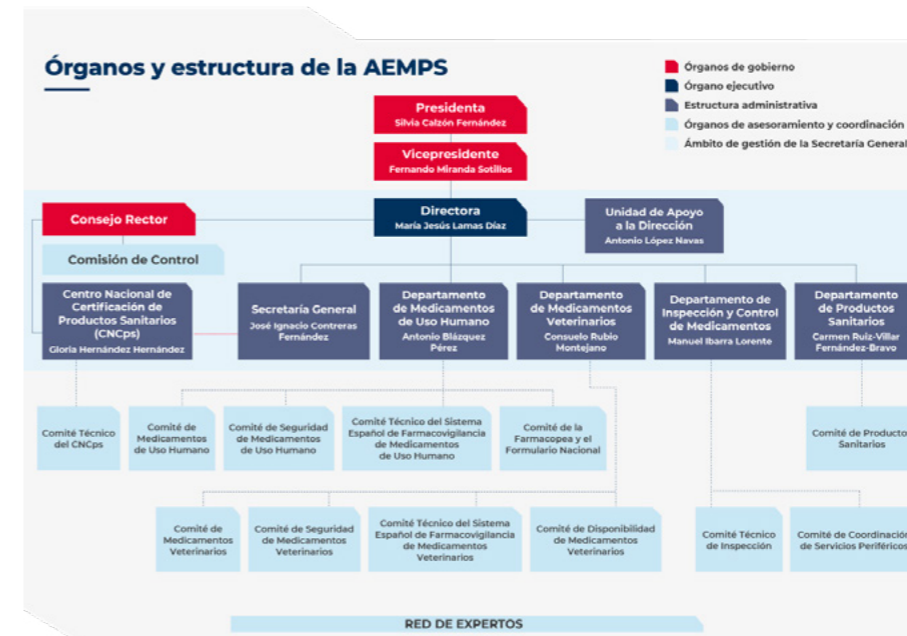 Órganos y estructura de la AEMPS
Órganos de gobierno
Órgano ejecutivo
Estructura administrativa
Órganos de asesoramiento y coordinación
Ámbito de gestión de la Secretaría General
Presidenta
Silvia Calzón Fernández
Vicepresidente
Fernando Miranda Sotillos
Consejo Rector
Directora
María Jesús Lamas Díaz
Unidad de Apoyo
a la Dirección
Antonio López Navas
Comisión de Control
Centro Nacional de
Certificación de
Productos Sanitarios
(CNCps)
Gloria Hernández Hernández
Secretaría General
José Ignacio Contreras
Fernández
Departamento
de Medicamentos
de Uso Humano
Antonio Blázquez
Pérez
Departamento
de Medicamentos
Veterinarios
Consuelo Rubio
Montejano
Departamento de
Inspección y Control
de Medicamentos
Manuel Ibarra Lorente
Departamento
de Productos
Sanitarios
Carmen Ruiz-Villar
Fernández-Bravo
Comité Técnico
del CNCps
Comité de
Medicamentos
de Uso Humano
Comité de Seguridad
de Medicamentos
de Uso Humano
Comité Técnico del Sistema
Español de Farmacovigilancia
de Medicamentos
de Uso Humano
Comité de la
Farmacopea y el
Formulario Nacional
Comité de Producto
Sanitarios
Comité de
Medicamentos
Veterinarios
Comité de Seguridad
de Medicamentos
Veterinarios
Comité Técnico del Sistema
Español de Farmacovigilancia
de Medicamentos
Veterinarios
Comité de Disponibilidad
de Medicamentos
Veterinarios
Comité Técnico
de Inspección
Comité de Coordinación
de Servicios Periféricos
RED DE EXPERTOS